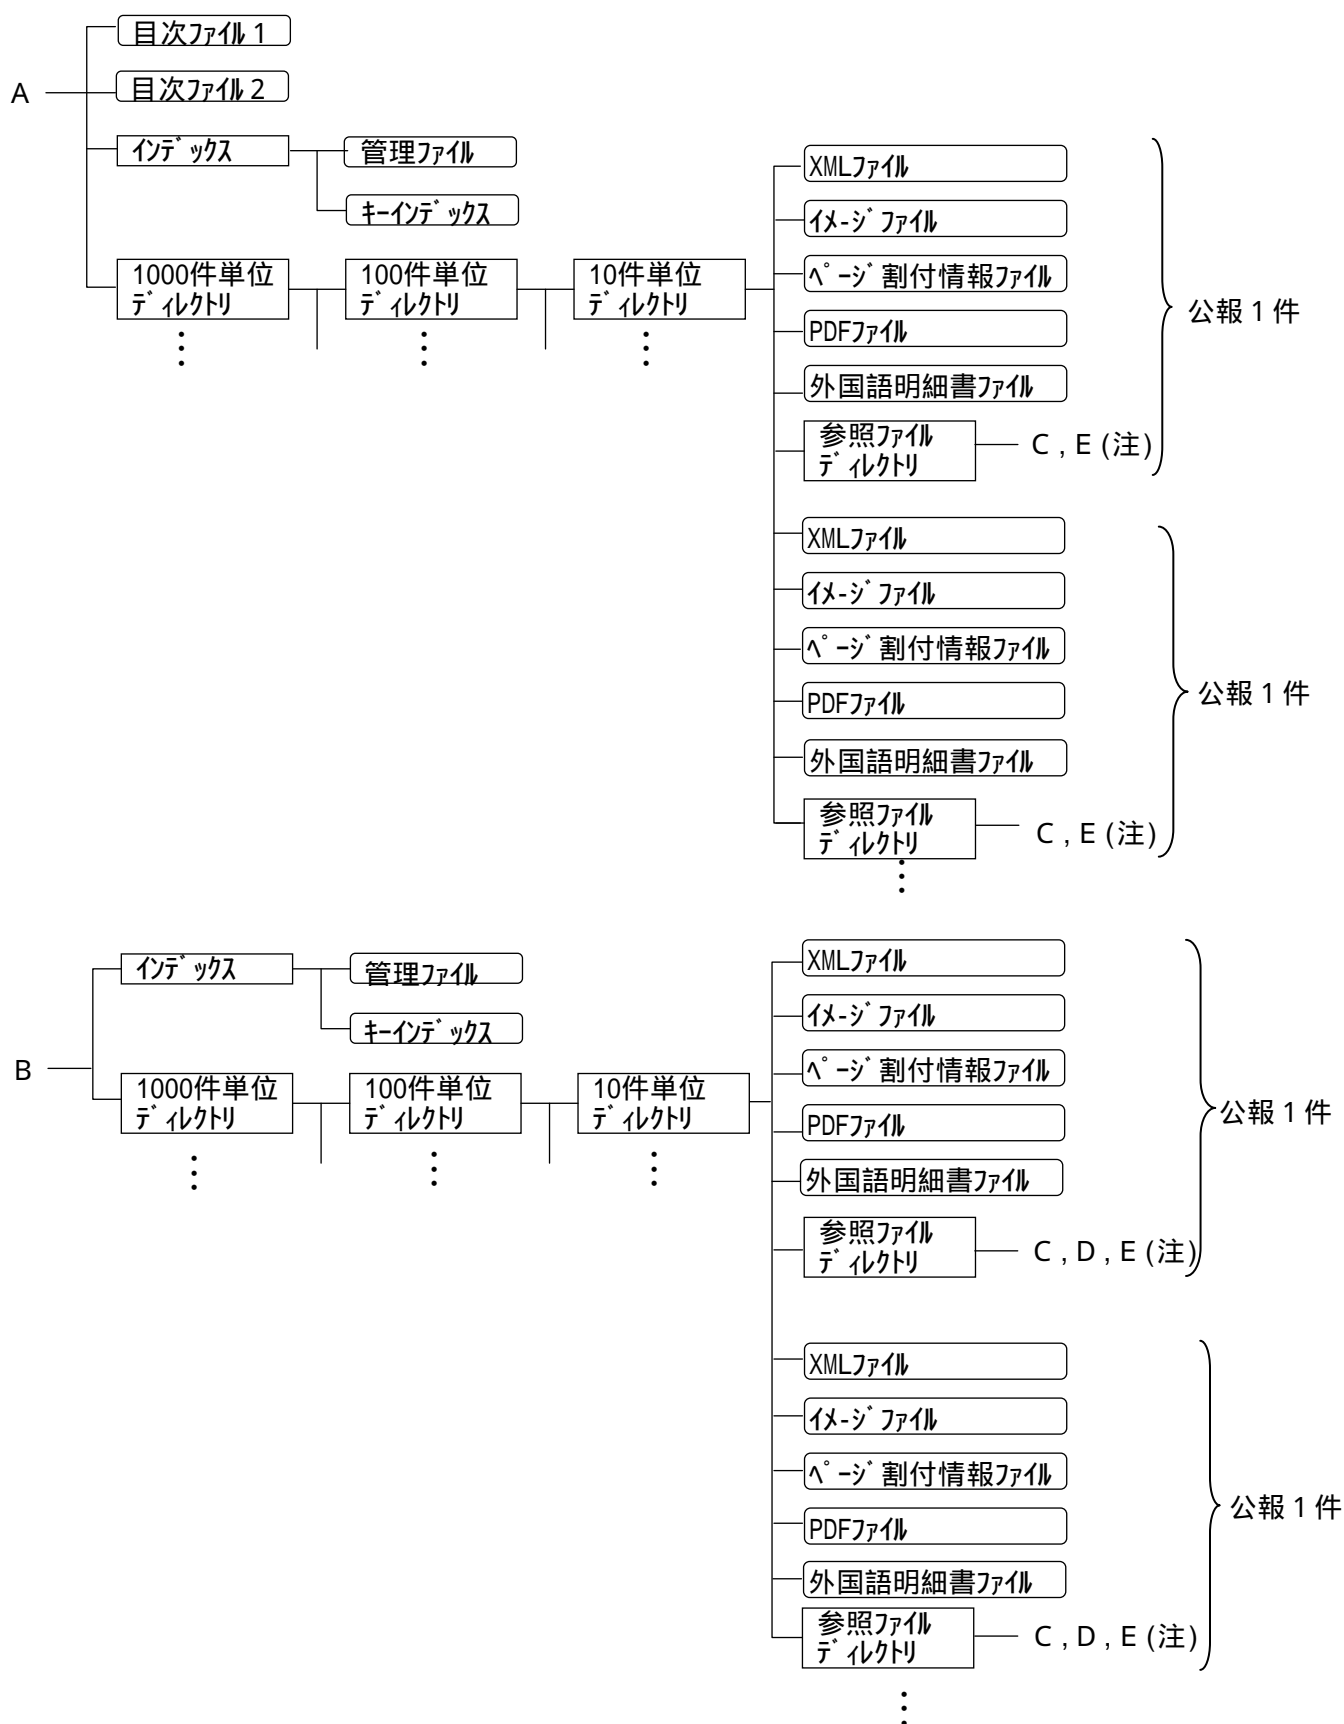 目次ファイル1
A
目次ファイル2
インデックス
管理ファイル
キーインデックス
1000件単位
ディレクトリ
100件単位
ディレクトリ
10件単位
ディレクトリ
XMLファイル
イメージファイル
ページ割付情報ファイル
PDFファイル
外国語明細書ファイル
参照ファイル
ディレクトリ
C , E (注)
公報1件
XMLファイル
イメージファイル
ページ割付情報ファイル
PDFファイル
外国語明細書ファイル
参照ファイル
ディレクトリ
C , E (注)
公報1件
B
インデックス
管理ファイル
キーインデックス
1000件単位
ディレクトリ
100件単位
ディレクトリ
10件単位
ディレクトリ
XMLファイル
イメージファイル
ページ割付情報ファイル
PDFファイル
外国語明細書ファイル
参照ファイル
ディレクトリ
C , D , E (注)
公報1件
XMLファイル
イメージファイル
ページ割付情報ファイル
PDFファイル
外国語明細書ファイル
参照ファイル
ディレクトリ
C , D , E (注)
公報1件